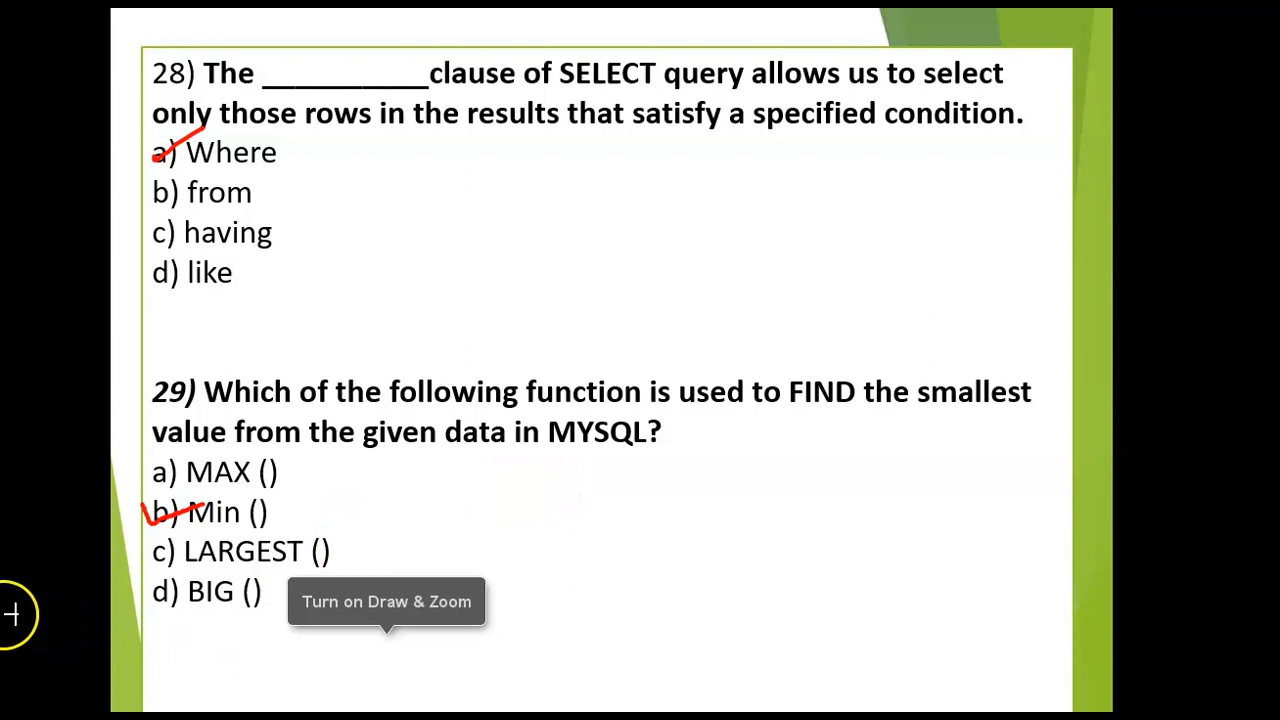 28) The __________clause of SELECT query allows us to select
only those rows in the results that satisfy a specified condition.
a) Where
b) from
c) having
d) like
29) Which of the following function is used to FIND the smallest
value from the given data in MYSQL?
a) MAX ()
b) Min ()
c) LARGEST ()
d) BIG ()
Turn on Draw & Zoom